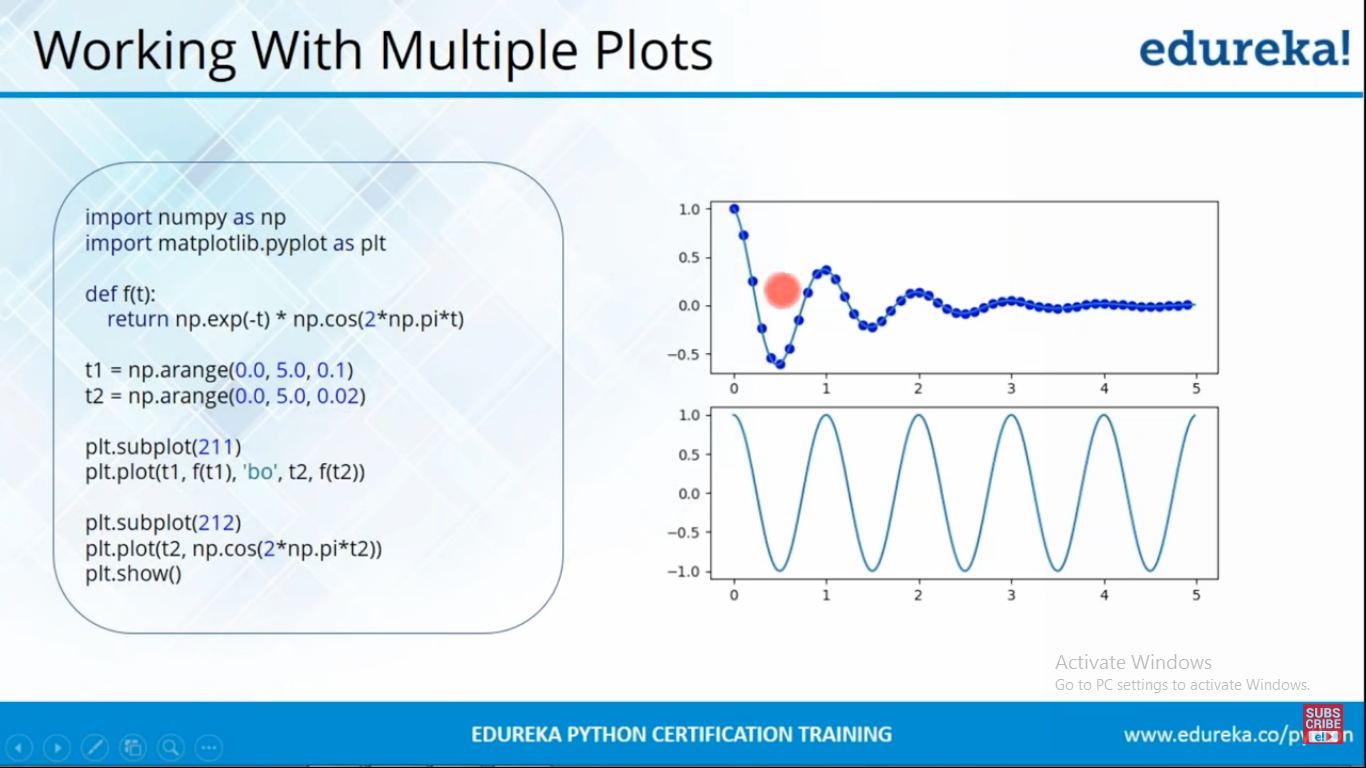 Working With Multiple Plots
edureka!
import numpy as np
import matplotlib.pyplot as plt
def f(t):
return np.exp(-t) * np.cos(2*np.pi*t)
t1 = np.arange(0.0, 5.0, 0.1)
t2 = np.arange(0.0, 5.0, 0.02)
plt.subplot(211)
plt.plot(t1, f(t1), 'bo', t2, f(t2))
plt.subplot(212)
plt.plot(t2, np.cos(2*np.pi*t2))
plt.show()
1.0
0.5
0.0
−0.5
0 1 2 3 4 5
1.0
0.5
0.0
−0.5
−1.0
0 1 2 3 4 5
Activate Windows
Go to PC settings to activate Windows.
EDUREKA PYTHON CERTIFICATION TRAINING
www.edureka.co/py n
SUBS
CRIBE
e!